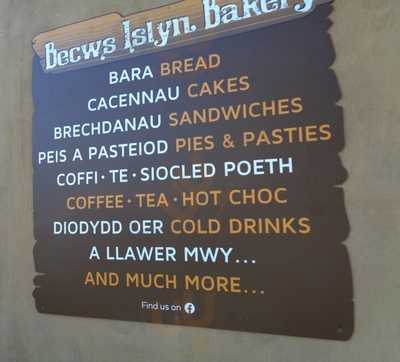 Becws Islyn Bakery
BARA BREAD
CACENNAU CAKES
BRECHDANAU SANDWICHES
PEIS A PASTEIOD PIES & PASTIES
COFFI • TE • SIOCLED POETH
COFFEE • TEA • HOT CHOC
DIODYDD OER COLD DRINKS
A LLAWER MWY...
AND MUCH MORE...
Find us on